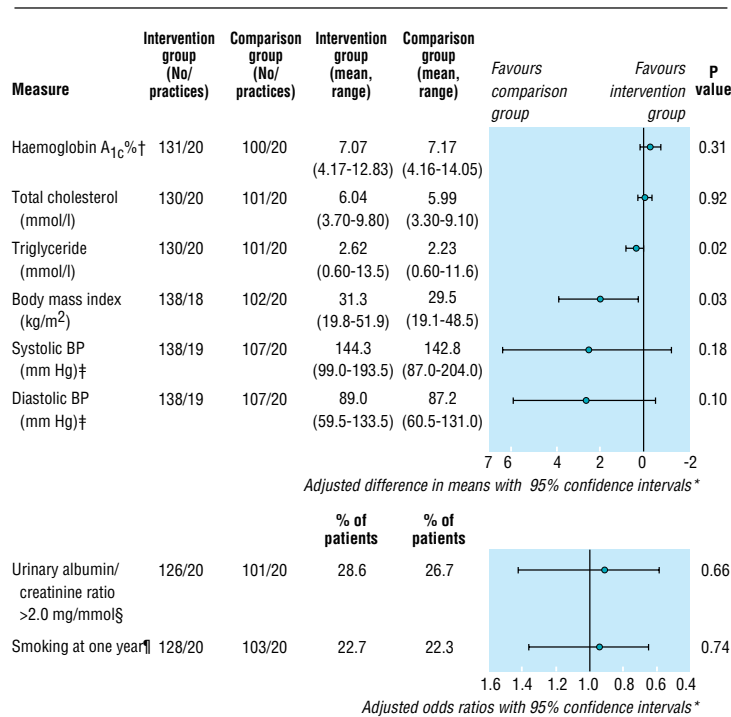 Measure Intervention group (No/ practices) Comparison group (No/ practices) Intervention group (mean, range) Comparison group (mean, range) Favours comparison group Favours intervention group P value
Haemoglobin A1c%† 131/20 100/20 7.07 7.17 0.31
(4.17-12.83) (4.16-14.05)
Total cholesterol 130/20 101/20 6.04 5.99 0.92
(mmol/l) (3.70-9.80) (3.30-9.10)
Triglyceride 130/20 101/20 2.62 2.23 0.02
(mmol/l) (0.60-13.5) (0.60-11.6)
Body mass index 138/18 102/20 31.3 29.5 0.03
(kg/m2) (19.8-51.9) (19.1-48.5)
Systolic BP 138/19 107/20 144.3 142.8 0.18
(mm Hg)‡ (99.0-193.5) (87.0-204.0)
Diastolic BP 138/19 107/20 89.0 87.2 0.10
(mm Hg)‡ (59.5-133.5) (60.5-131.0)
7 6 4 2 0 -2
Adjusted difference in means with 95% confidence intervals*
% of % of
patients patients
Urinary albumin/ 126/20 101/20 28.6 26.7 0.66
creatinine ratio
>2.0 mg/mmol§
Smoking at one year¶ 128/20 103/20 22.7 22.3 0.74
1.6 1.4 1.2 1.0 0.8 0.6 0.4
Adjusted odds ratios with 95% confidence intervals*